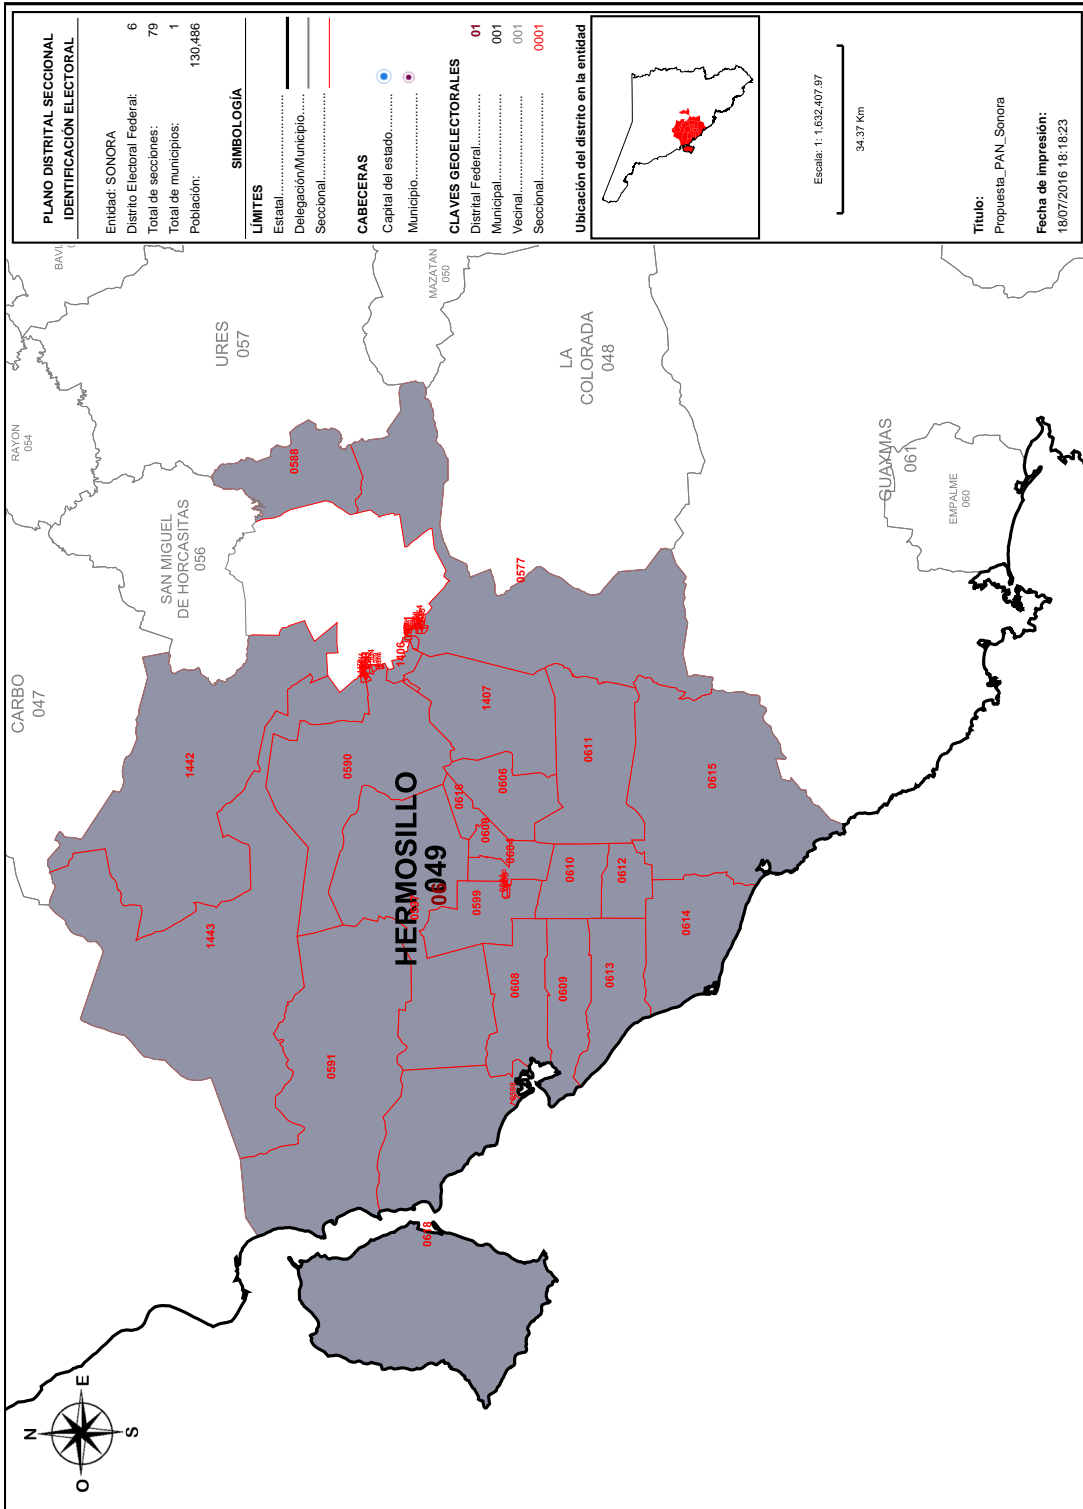 PLANO DISTRITAL SECCIONAL
IDENTIFICACIÓN ELECTORAL
Entidad: SONORA
Distrito Electoral Federal: 6
Total de secciones: 79
Total de municipios: 1
Población: 130,486
SIMBOLOGÍA
LÍMITES
Estatal
Delegación/Municipio
Seccional
CABECERAS
Capital del estado
Municipio
CLAVES GEOELECTORALES
Distrital Federal 01
Municipal 001
Vecinal 001
Seccional 0001
Ubicación del distrito en la entidad
Escala: 1: 1,632,407.97
34.37 Km
Titulo:
Propuesta_PAN_Sonora
Fecha de impresión:
18/07/2016 18:18:23
RAYON
054
URES
057
MAZATAN
050
LA
COLORADA
048
SAN MIGUEL
DE HORCASITAS
056
CARBO
047
GUAYMAS
061
EMPALME
060
HERMOSILLO
049
06
0588
0577
1406
1407
1442
1443
0590
0591
0611
0615
0606
0616
0604
0610
0612
0599
0608
0609
0613
0614
N
E
S
O